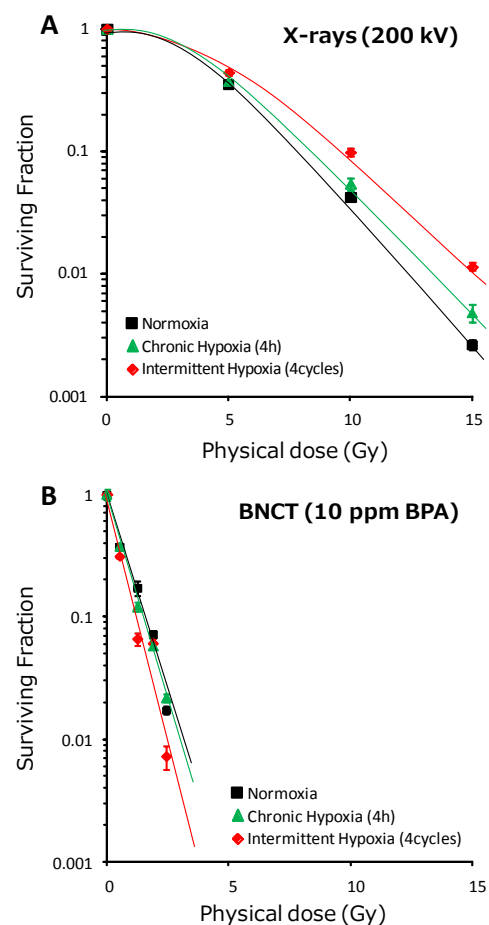 A
X-rays (200 kV)
1
0.1
0.01
0.001
Surviving Fraction
Normoxia
Chronic Hypoxia (4h)
Intermittent Hypoxia (4cycles)
0
5
10
15
Physical dose (Gy)
B
BNCT (10 ppm BPA)
1
0.1
0.01
0.001
Surviving Fraction
Normoxia
Chronic Hypoxia (4h)
Intermittent Hypoxia (4cycles)
0
5
10
15
Physical dose (Gy)